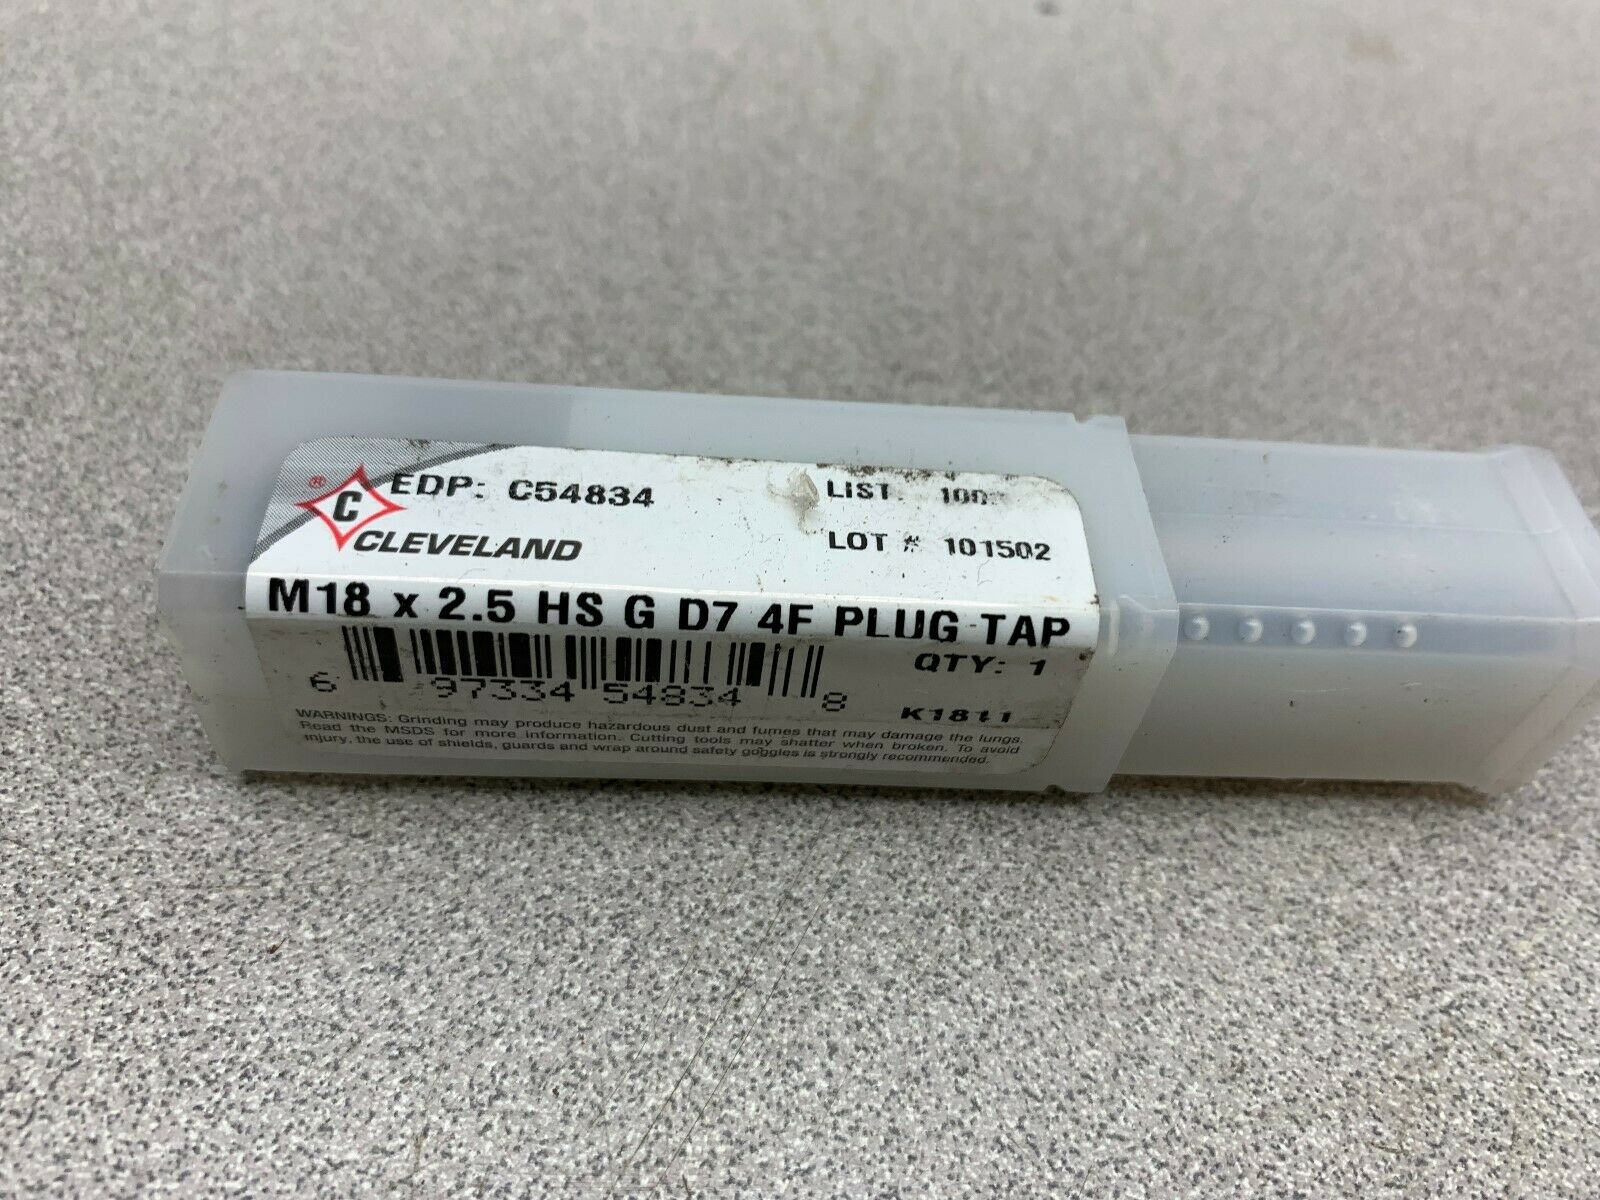 EDP: C54834
LIST.
® C CLEVELAND
LOT # 101502
M18 x 2.5 HS G D7 4F PLUG TAP
QTY: 1
6 97334 54834 8
K1811
WARNINGS: Grinding may produce hazardous dust and fumes that may damage the lungs.
Read the MSDS for more information. Cutting tools may shatter when broken. To avoid
injury, the use of shields, guards and wrap around safety goggles is strongly recommended.